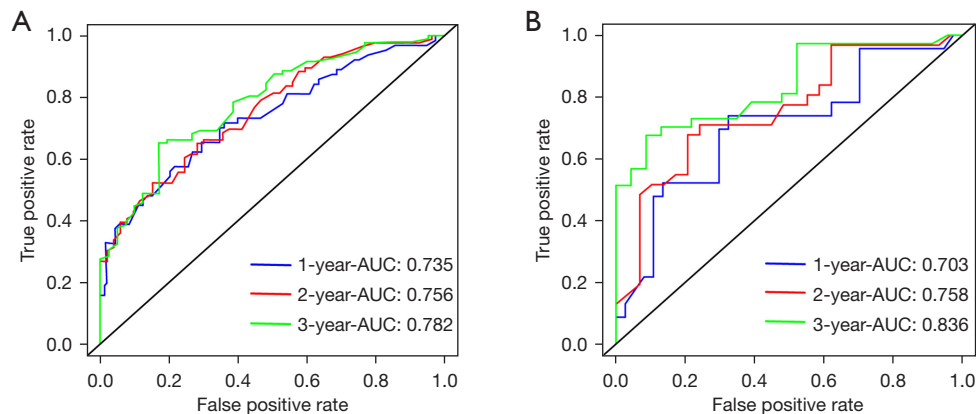 A
True positive rate
1.0
0.8
0.6
0.4
0.2
0.0
1-year-AUC: 0.735
2-year-AUC: 0.756
3-year-AUC: 0.782
0.0 0.2 0.4 0.6 0.8 1.0
False positive rate
B
True positive rate
1.0
0.8
0.6
0.4
0.2
0.0
1-year-AUC: 0.703
2-year-AUC: 0.758
3-year-AUC: 0.836
0.0 0.2 0.4 0.6 0.8 1.0
False positive rate